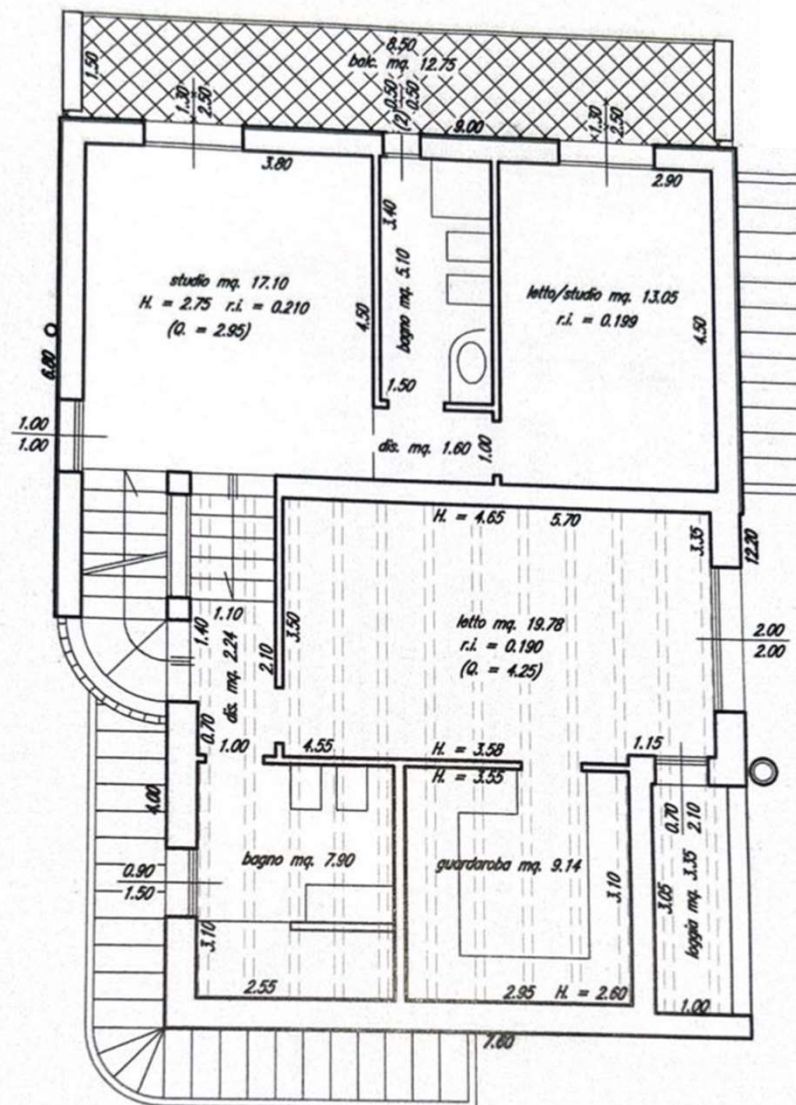 8.50
balc. mq. 12.75
1.50
1.30
2.50
(2) 0.50
0.50
9.00
1.30
2.50
3.80
2.90
3.40
studio mq. 17.10
H. = 2.75 r.i. = 0.210
(Q. = 2.95)
4.50
bagno mq. 5.10
letto/studio mq. 13.05
r.i. = 0.199
4.50
6.80
1.50
1.00
1.00
dis. mq. 1.60
1.00
H. = 4.65
5.70
3.35
12.20
1.10
1.40
dis. mq. 2.24
2.10
3.50
letto mq. 19.78
r.i. = 0.190
(Q. = 4.25)
2.00
2.00
0.70
1.00
4.55
H. = 3.58
1.15
H. = 3.55
4.00
0.70
2.10
0.90
1.50
bagno mq. 7.90
guardaroba mq. 9.14
3.10
3.05
loggia mq. 3.35
3.10
2.55
2.95 H. = 2.60
1.00
7.60